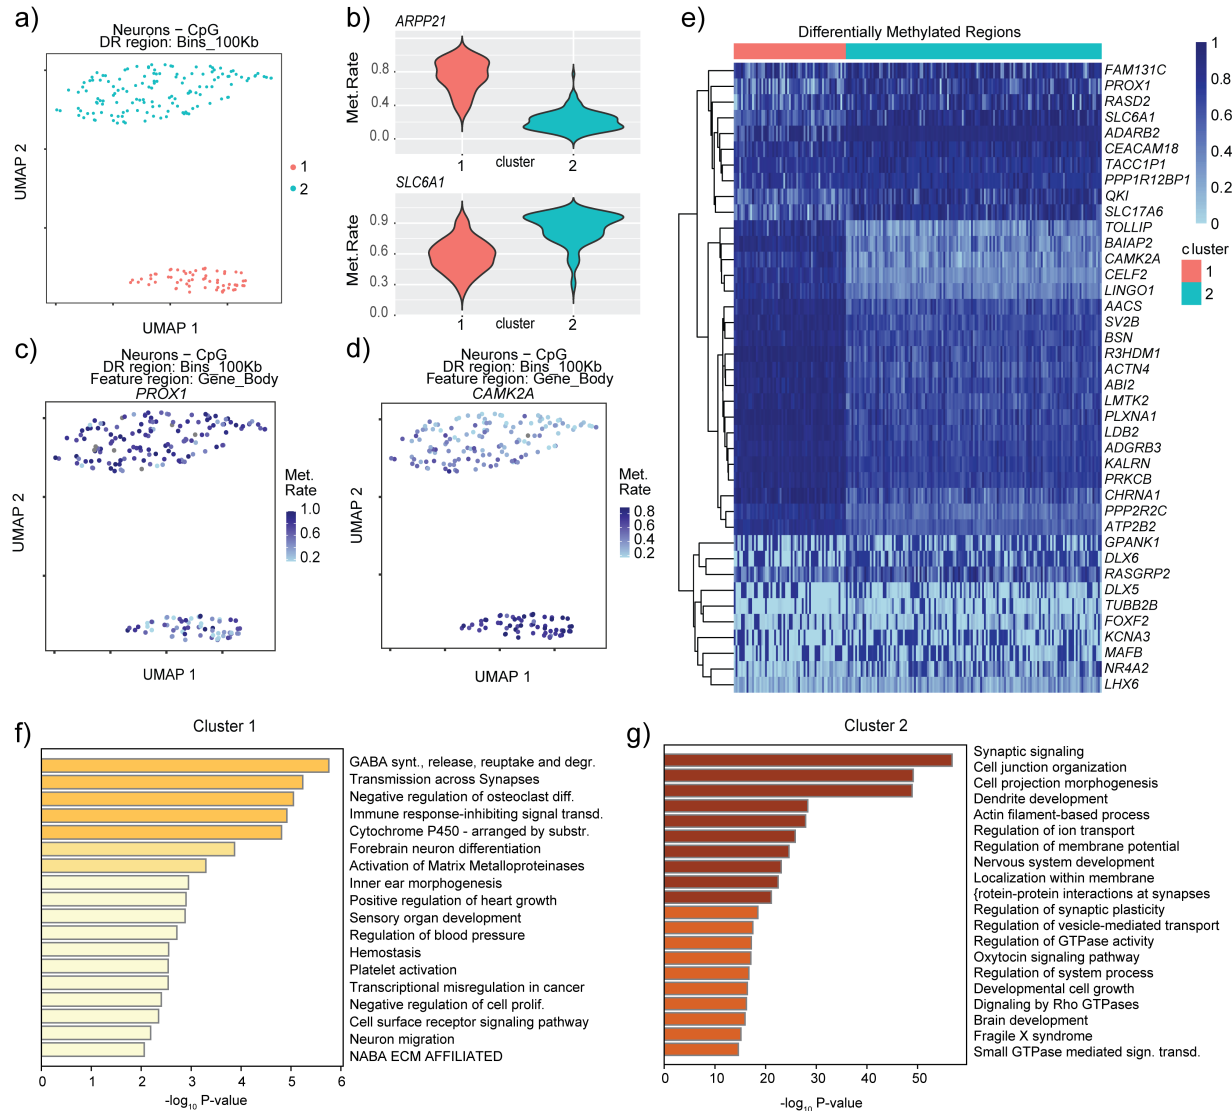 a)
Neurons – CpG
DR region: Bins_100Kb
UMAP 2
UMAP 1
1
2
b)
ARPP21
Met.Rate
0.8
0.4
0.0
1
cluster
2
SLC6A1
Met.Rate
0.9
0.6
0.3
0.0
1
cluster
2
c)
Neurons – CpG
DR region: Bins_100Kb
Feature region: Gene_Body
PROX1
UMAP 2
UMAP 1
Met.
Rate
1.0
0.6
0.2
d)
Neurons – CpG
DR region: Bins_100Kb
Feature region: Gene_Body
CAMK2A
UMAP 2
UMAP 1
Met.
Rate
0.8
0.6
0.4
0.2
e)
Differentially Methylated Regions
FAM131C
PROX1
RASD2
SLC6A1
ADARB2
CEACAM18
TACC1P1
PPP1R12BP1
QKI
SLC17A6
TOLLIP
BAIAP2
CAMK2A
CELF2
LINGO1
AACS
SV2B
BSN
R3HDM1
ACTN4
ABI2
LMTK2
PLXNA1
LDB2
ADGRB3
KALRN
PRKCB
CHRNA1
PPP2R2C
ATP2B2
GPANK1
DLX6
RASGRP2
DLX5
TUBB2B
FOXF2
KCNA3
MAFB
NR4A2
LHX6
1
0.8
0.6
0.4
0.2
0
cluster
1
2
f)
Cluster 1
GABA synt., release, reuptake and degr.
Transmission across Synapses
Negative regulation of osteoclast diff.
Immune response-inhibiting signal transd.
Cytochrome P450 - arranged by substr.
Forebrain neuron differentiation
Activation of Matrix Metalloproteinases
Inner ear morphogenesis
Positive regulation of heart growth
Sensory organ development
Regulation of blood pressure
Hemostasis
Platelet activation
Transcriptional misregulation in cancer
Negative regulation of cell prolif.
Cell surface receptor signaling pathway
Neuron migration
NABA ECM AFFILIATED
0 1 2 3 4 5 6
-log10 P-value
g)
Cluster 2
Synaptic signaling
Cell junction organization
Cell projection morphogenesis
Dendrite development
Actin filament-based process
Regulation of ion transport
Regulation of membrane potential
Nervous system development
Localization within membrane
{rotein-protein interactions at synapses
Regulation of synaptic plasticity
Regulation of vesicle-mediated transport
Regulation of GTPase activity
Oxytocin signaling pathway
Regulation of system process
Developmental cell growth
Dignaling by Rho GTPases
Brain development
Fragile X syndrome
Small GTPase mediated sign. transd.
0 10 20 30 40 50
-log10 P-value